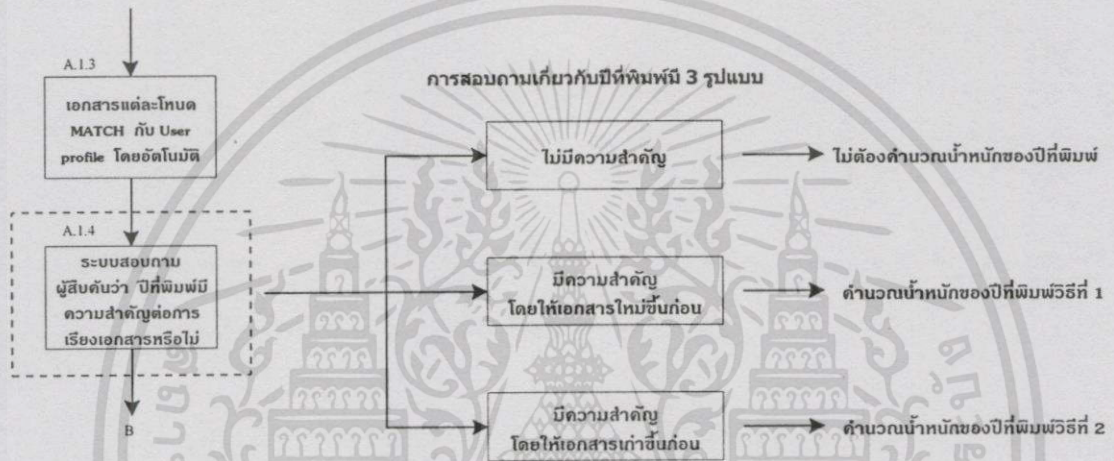 A.1.3
เอกสารแต่ละโหนด
MATCH กับ User
profile โดยอัตโนมัติ
A.1.4
ระบบสอบถาม
ผู้สืบค้นว่า ปีที่พิมพ์มี
ความสำคัญต่อการ
เรียงเอกสารหรือไม่
B
การสอบถามเกี่ยวกับปีที่พิมพ์มี 3 รูปแบบ
ไม่มีความสำคัญ
ไม่ต้องคำนวณน้ำหนักของปีที่พิมพ์
มีความสำคัญ
โดยให้เอกสารใหม่ขึ้นก่อน
คำนวณน้ำหนักของปีที่พิมพ์วิธีที่ 1
มีความสำคัญ
โดยให้เอกสารเก่าขึ้นก่อน
คำนวณน้ำหนักของปีที่พิมพ์วิธีที่ 2